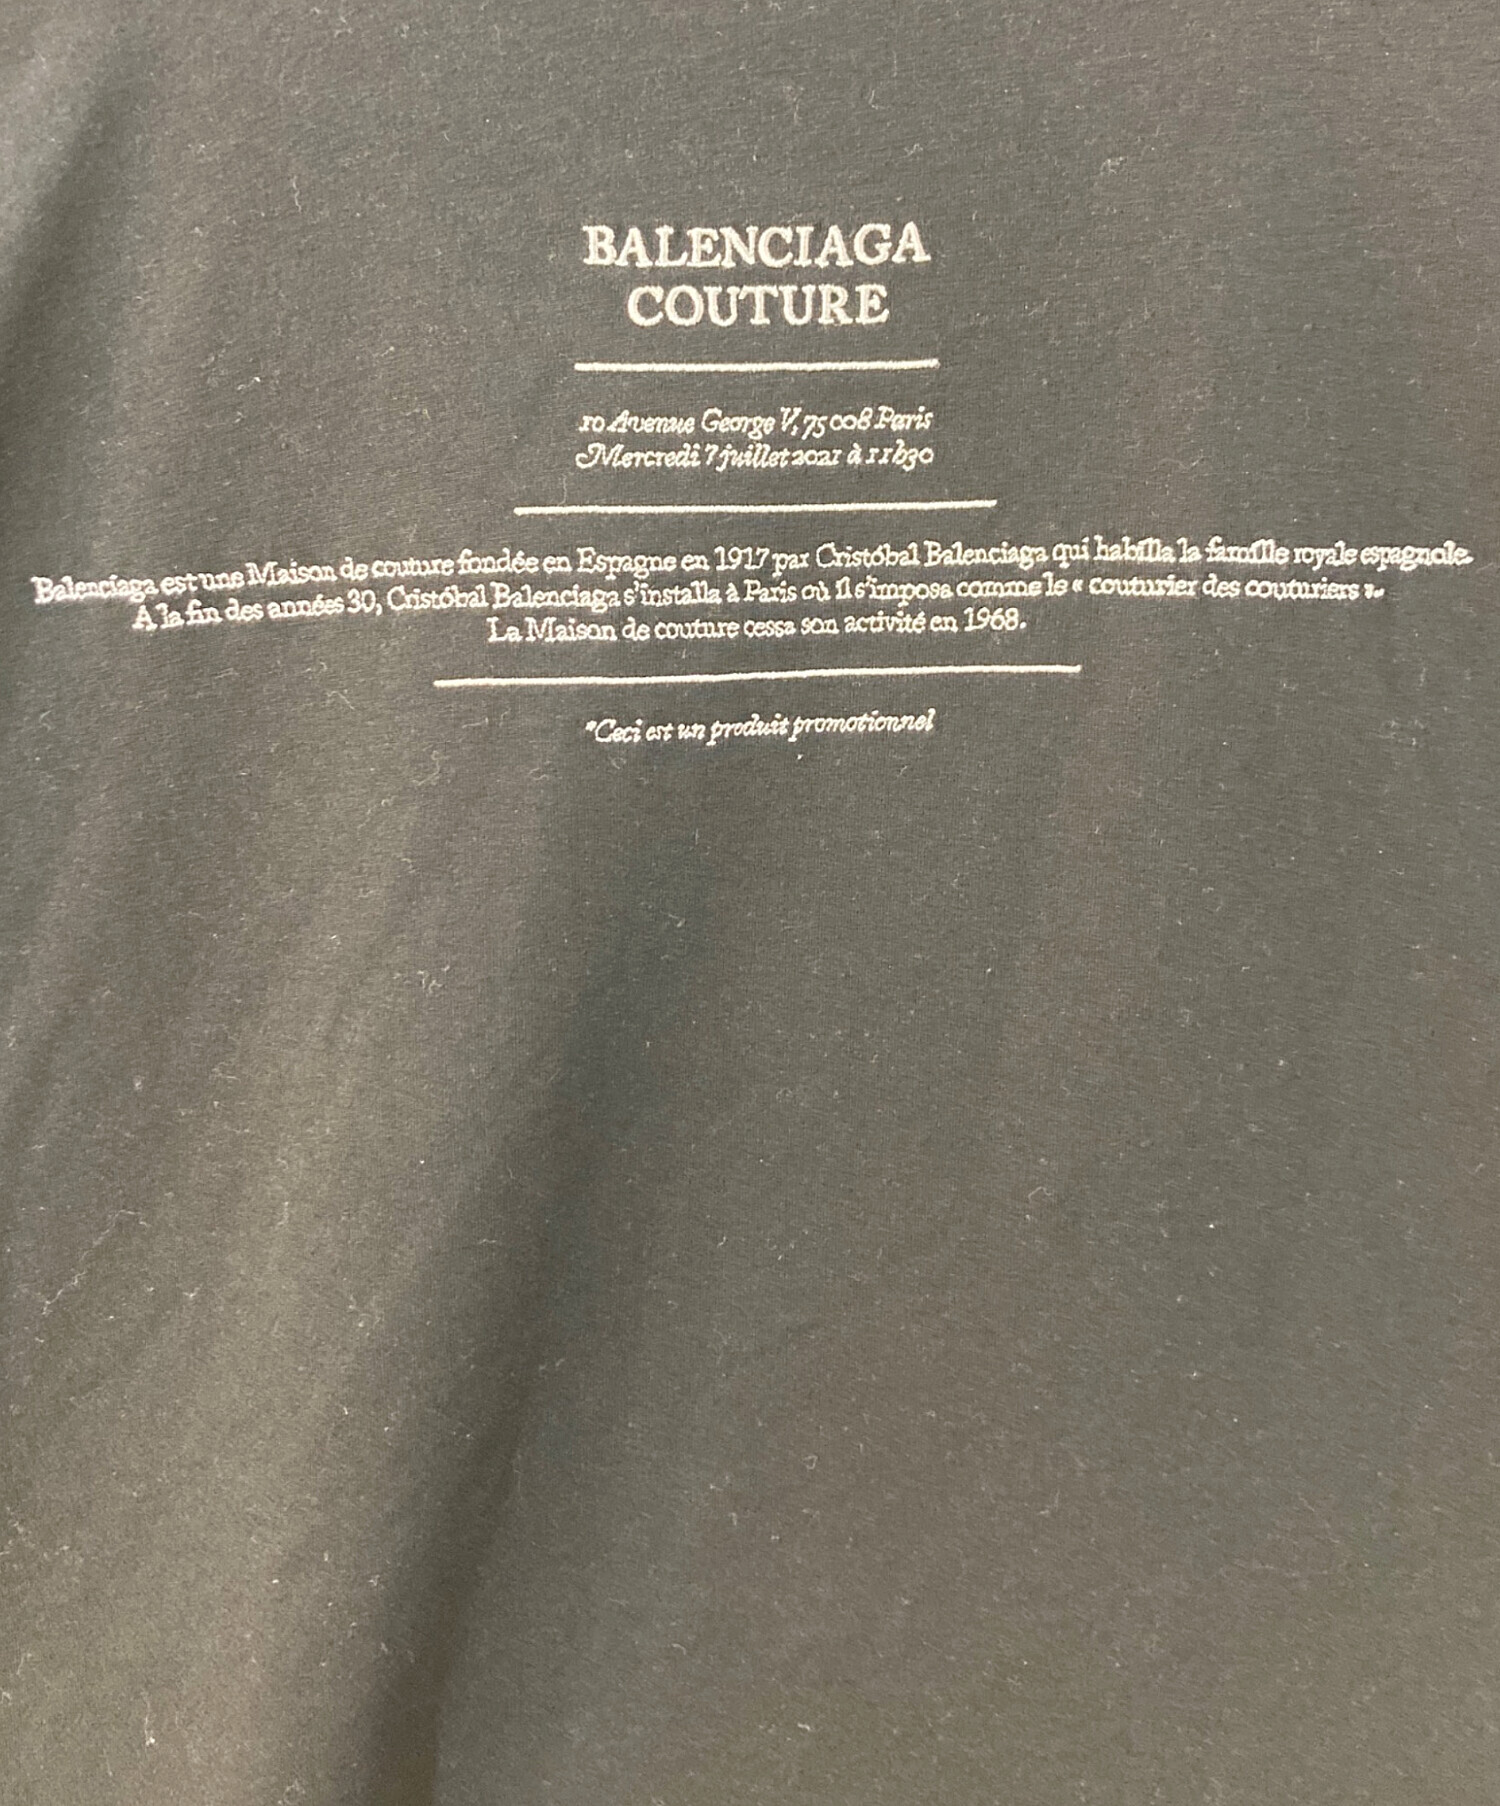 BALENCIAGA
COUTURE
10 Avenue George V, 75 008 Paris
Mercredi 7 juillet 2021 à 11h30
Balenciaga est une Maison de couture fondée en Espagne en 1917 par Cristóbal Balenciaga qui habilla la famille royale espagnole.
A la fin des années 30, Cristóbal Balenciaga s'installa à Paris où il s'imposa comme le « couturier des couturiers ».
La Maison de couture cessa son activité en 1968.
*Ceci est un produit promotionnel